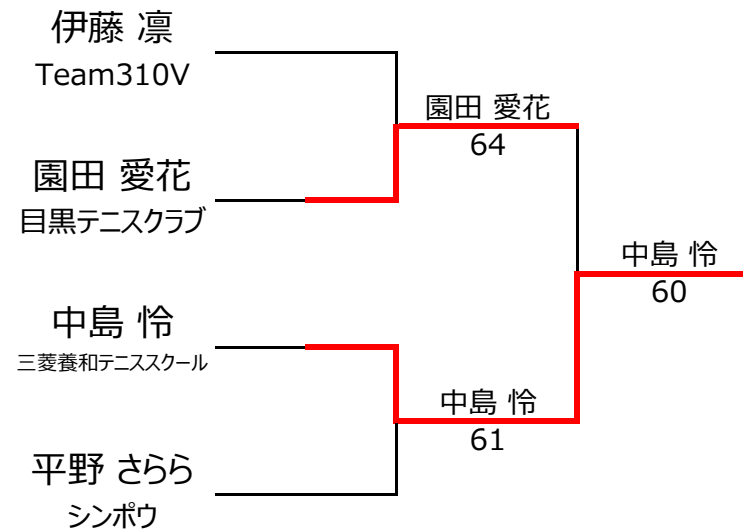 伊藤 凛
Team310V
園田 愛花
64
園田 愛花
目黒テニスクラブ
中島 怜
60
中島 怜
三菱養和テニススクール
中島 怜
61
平野 さらら
シンポウ